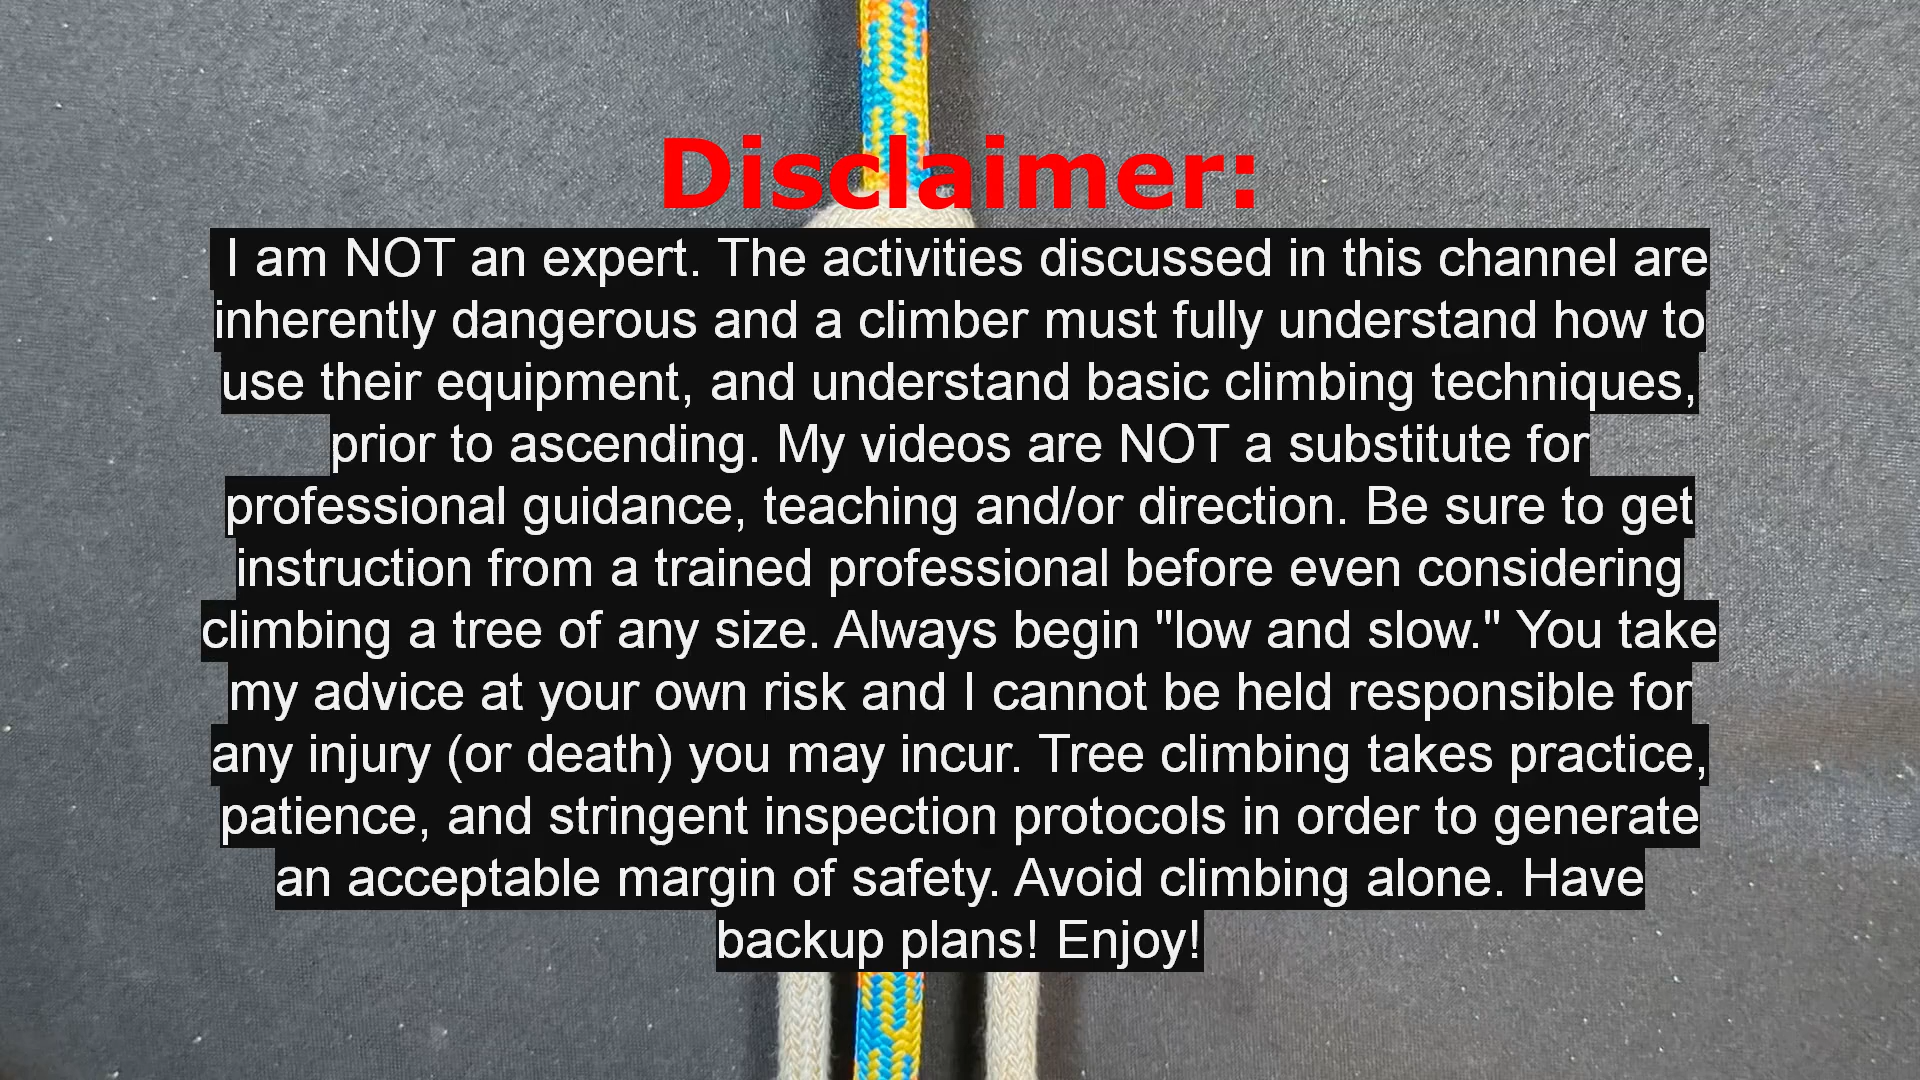 Disclaimer:
I am NOT an expert. The activities discussed in this channel are
inherently dangerous and a climber must fully understand how to
use their equipment, and understand basic climbing techniques,
prior to ascending. My videos are NOT a substitute for
professional guidance, teaching and/or direction. Be sure to get
instruction from a trained professional before even considering
climbing a tree of any size. Always begin "low and slow." You take
my advice at your own risk and I cannot be held responsible for
any injury (or death) you may incur. Tree climbing takes practice,
patience, and stringent inspection protocols in order to generate
an acceptable margin of safety. Avoid climbing alone. Have
backup plans! Enjoy!